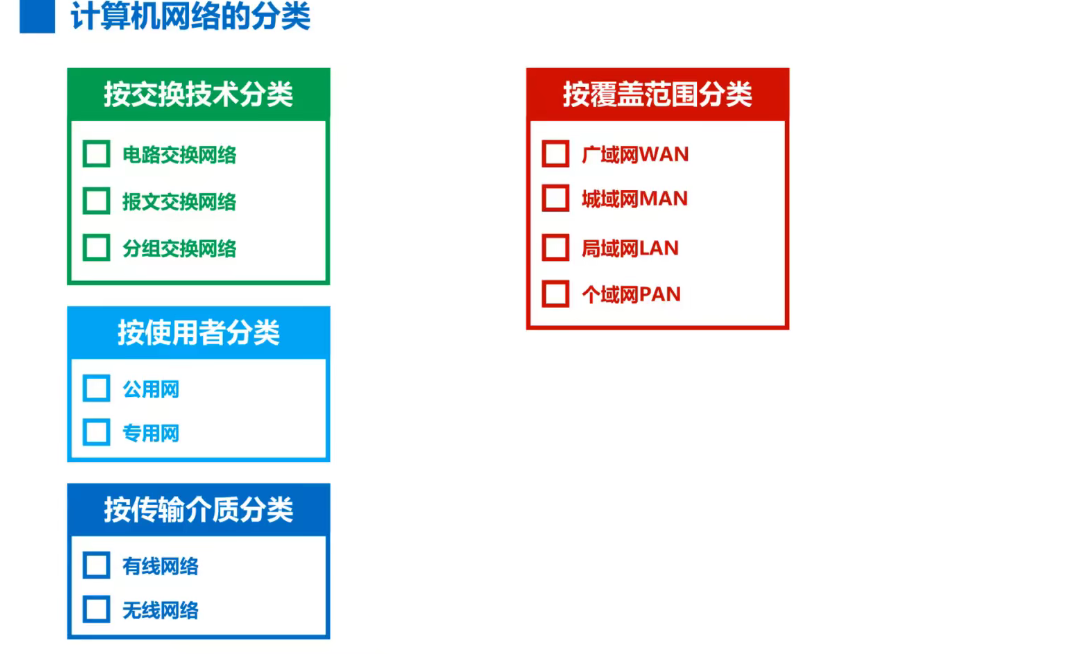 计算机网络的分类
按交换技术分类
电路交换网络
报文交换网络
分组交换网络
按使用者分类
公用网
专用网
按传输介质分类
有线网络
无线网络
按覆盖范围分类
广域网WAN
城域网MAN
局域网LAN
个域网PAN